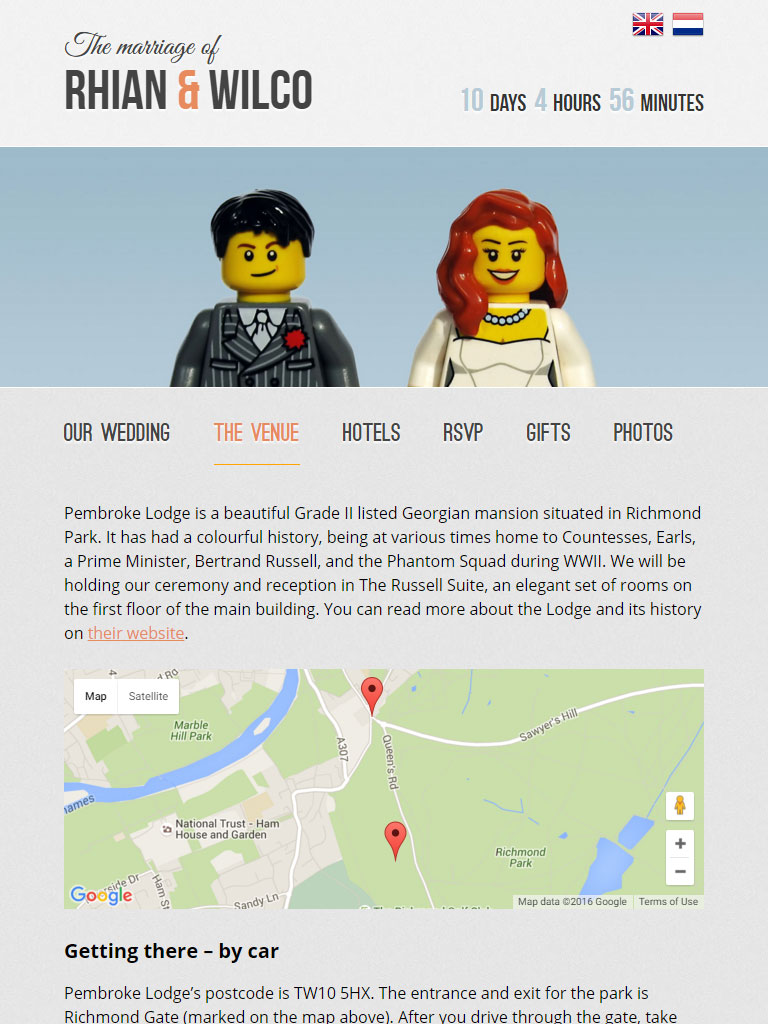 The marriage of
RHIAN & WILCO
10 DAYS 4 HOURS 56 MINUTES
OUR WEDDING THE VENUE HOTELS RSVP GIFTS PHOTOS
Pembroke Lodge is a beautiful Grade II listed Georgian mansion situated in Richmond
Park. It has had a colourful history, being at various times home to Countesses, Earls,
a Prime Minister, Bertrand Russell, and the Phantom Squad during WWII. We will be
holding our ceremony and reception in The Russell Suite, an elegant set of rooms on
the first floor of the main building. You can read more about the Lodge and its history
on their website.
Map Satellite
Marble
Hill Park
A307
Queen's Rd
Sawyer's Hill
National Trust - Ham
House and Garden
Richmond
Park
Ham St
Sandy Ln
Google
Map data ©2016 Google Terms of Use
Getting there – by car
Pembroke Lodge’s postcode is TW10 5HX. The entrance and exit for the park is
Richmond Gate (marked on the map above). After you drive through the gate, take